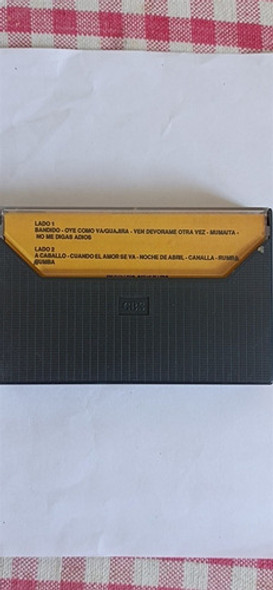 LADO 1
BANDIDO - OYE COMO VA/GUAJIRA - VEN DEVORAME OTRA VEZ - MUMAITA -
NO ME DIGAS ADIOS
LADO 2
A CABALLO - CUANDO EL AMOR SE VA - NOCHE DE ABRIL - CANALLA - RUMBA,
RUMBA
CBS